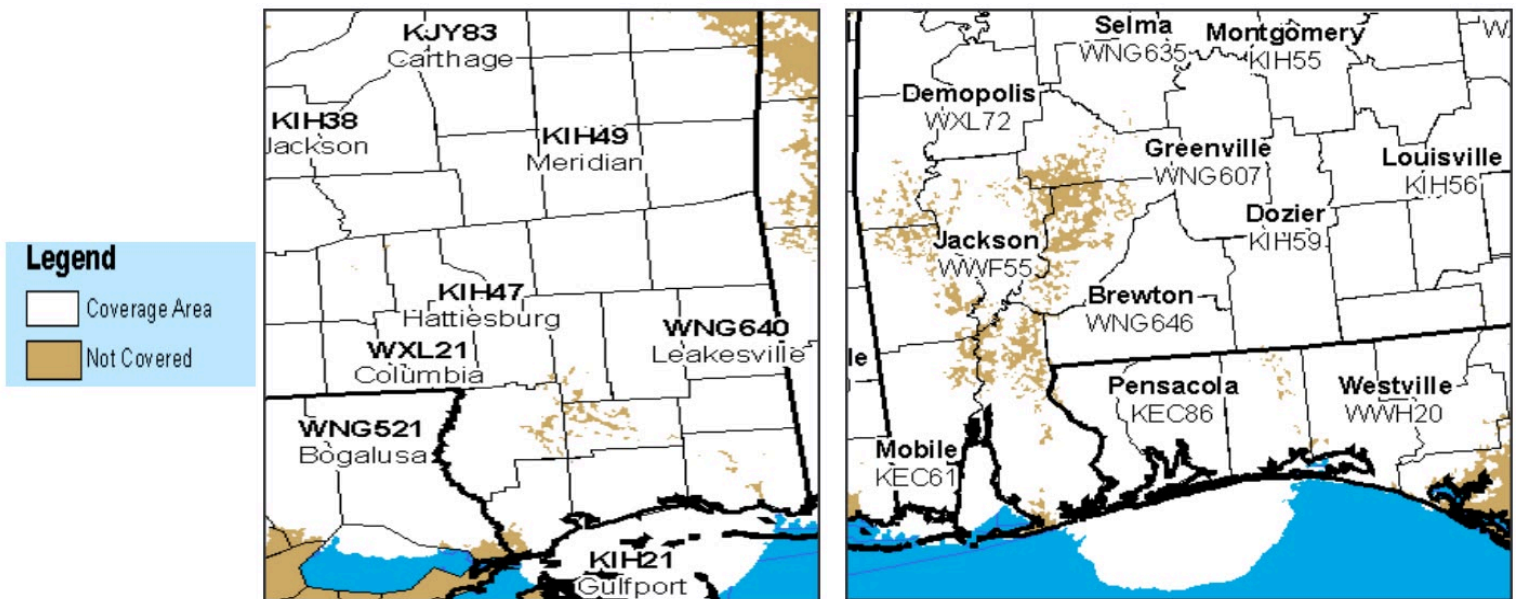 Legend
Coverage Area
Not Covered
KJY83
Carthage
KIH38
Jackson
KIH49
Meridian
KIH47
Hattiesburg
WNG640
Leakesville
WXL21
Columbia
WNG521
Bogalusa
KIH21
Gulfport
Selma
WNG635
Montgomery
KIH55
W
Demopolis
WXL72
Greenville
WNG607
Louisville
KIH56
Dozier
KIH59
Jackson
WWF55
Brewton
WNG646
le
Pensacola
KEC86
Westville
WWH20
Mobile
KEC61